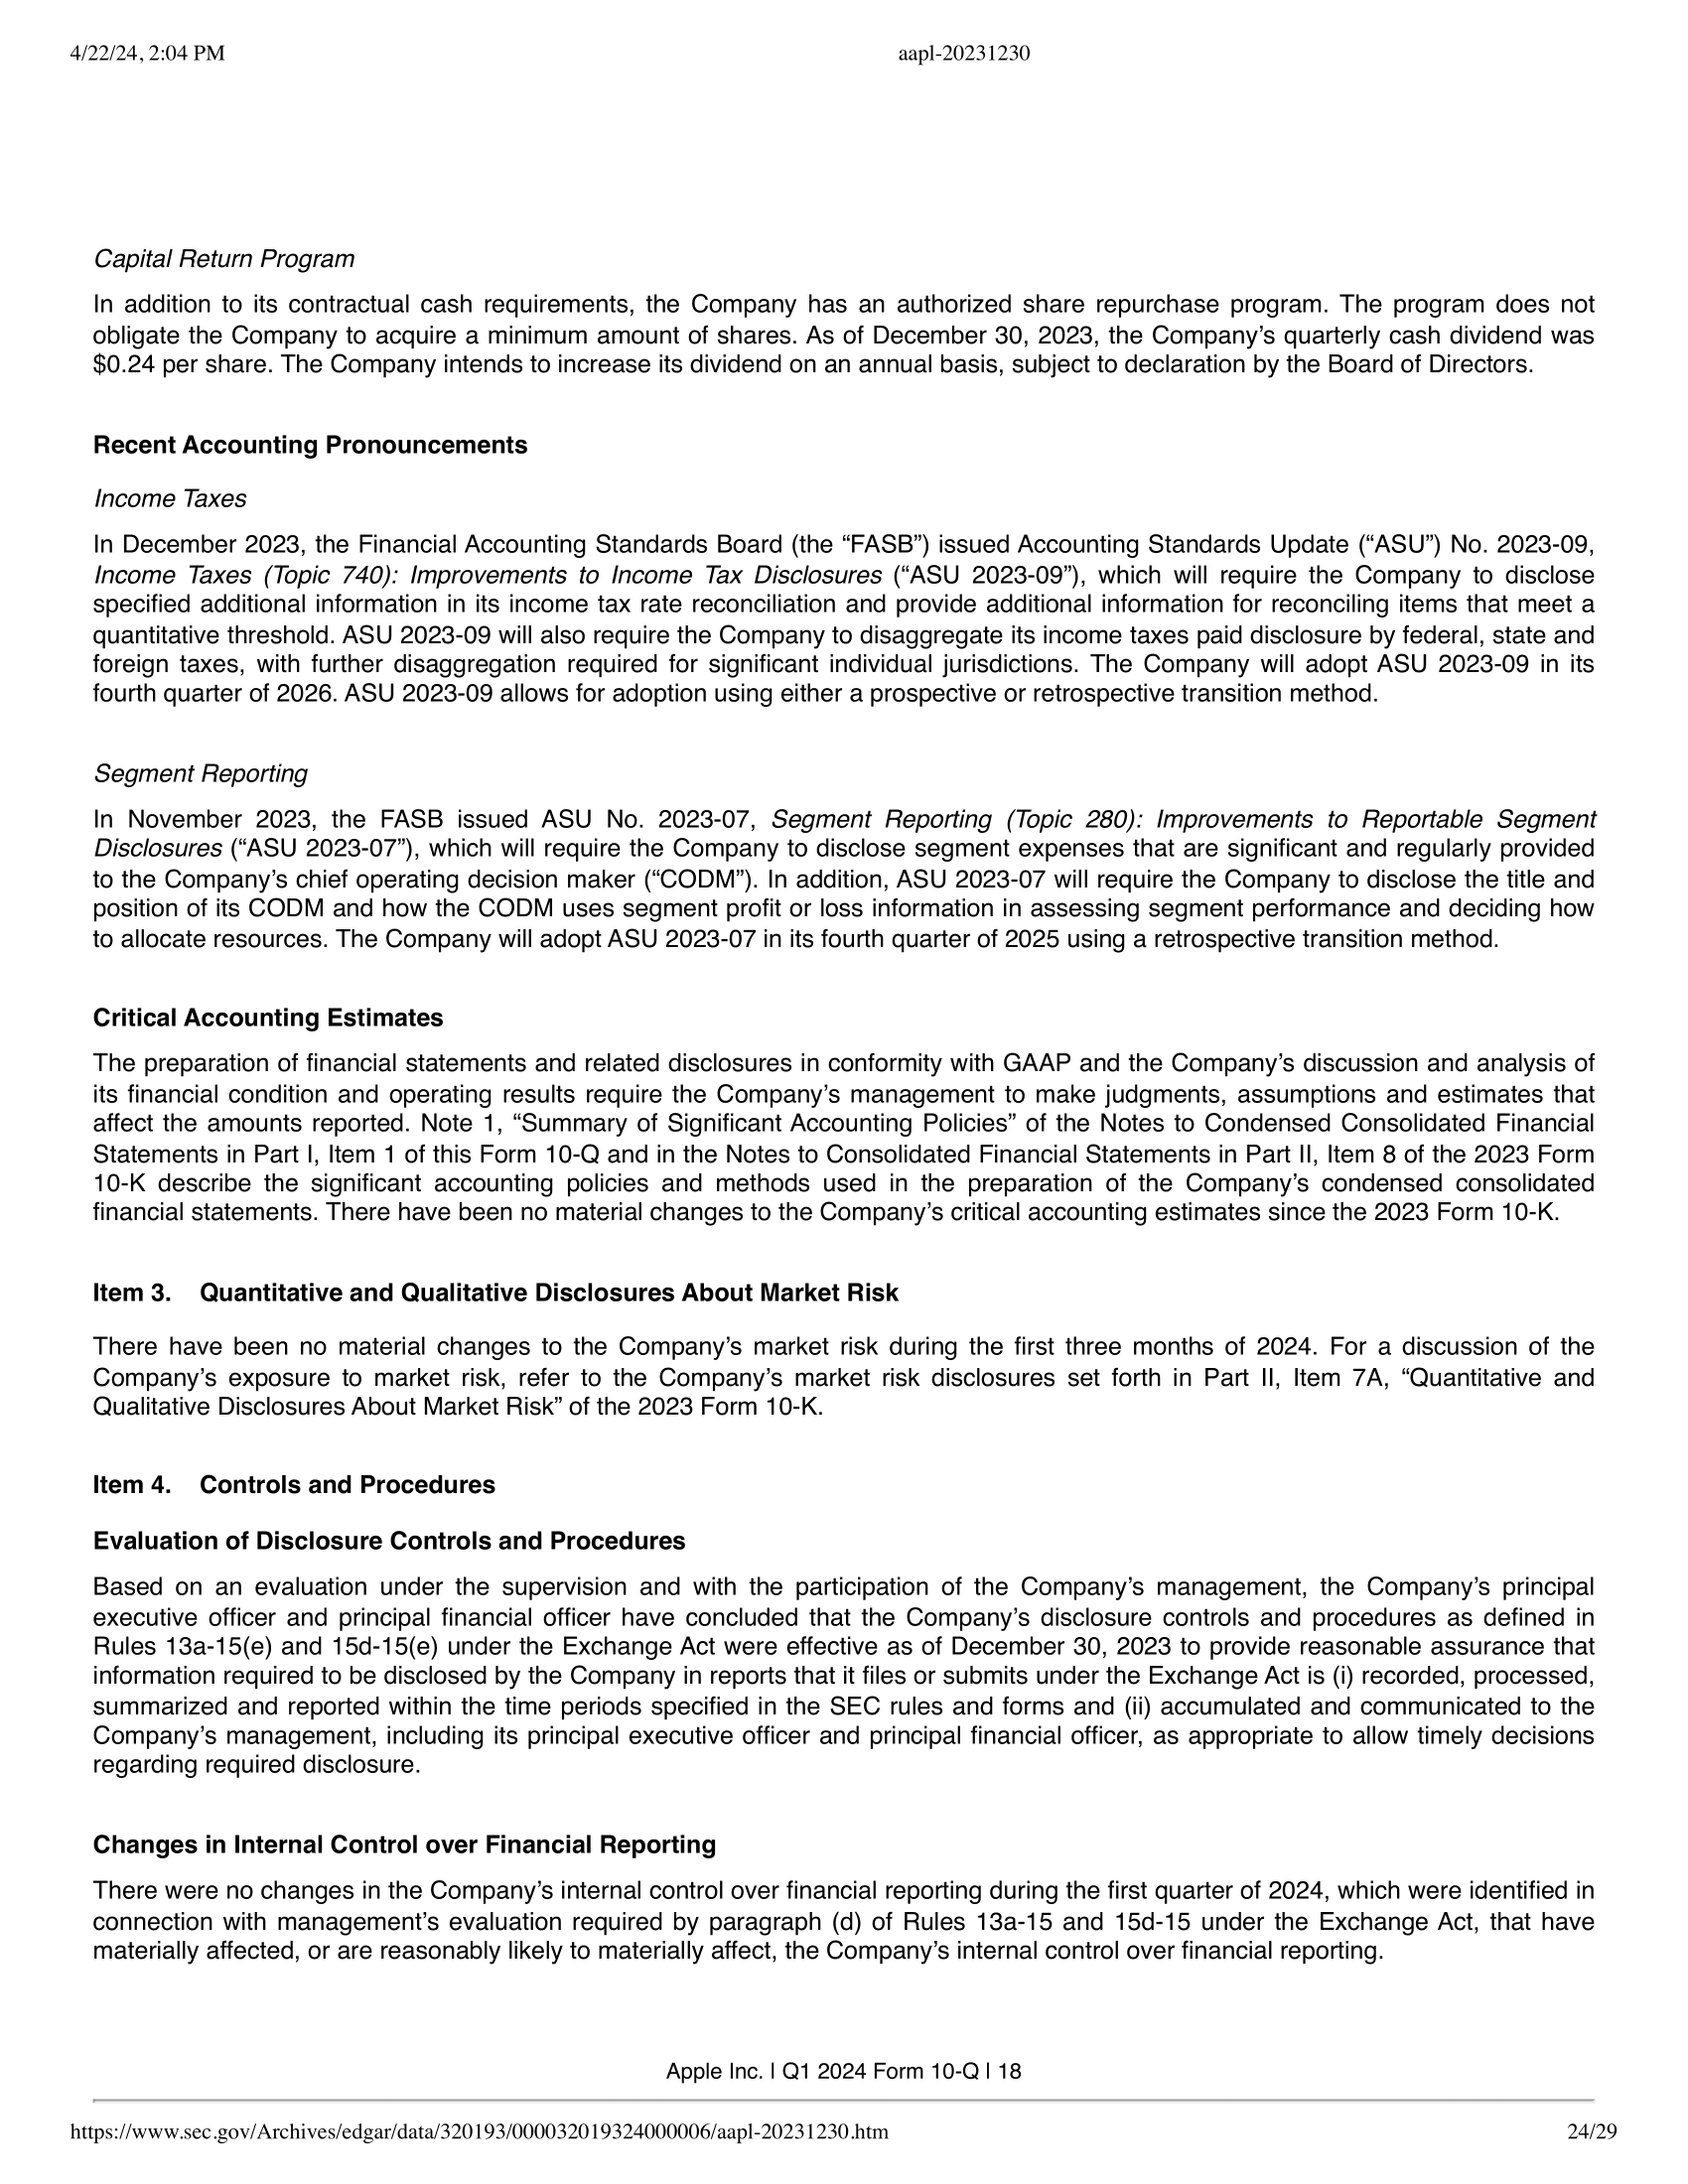 4/22/24, 2:04 PM
aapl-20231230
Capital Return Program
In addition to its contractual cash requirements, the Company has an authorized share repurchase program. The program does not
obligate the Company to acquire a minimum amount of shares. As of December 30, 2023, the Company’s quarterly cash dividend was
$0.24 per share. The Company intends to increase its dividend on an annual basis, subject to declaration by the Board of Directors.
Recent Accounting Pronouncements
Income Taxes
In December 2023, the Financial Accounting Standards Board (the “FASB”) issued Accounting Standards Update (“ASU”) No. 2023-09,
Income Taxes (Topic 740): Improvements to Income Tax Disclosures (“ASU 2023-09”), which will require the Company to disclose
specified additional information in its income tax rate reconciliation and provide additional information for reconciling items that meet a
quantitative threshold. ASU 2023-09 will also require the Company to disaggregate its income taxes paid disclosure by federal, state and
foreign taxes, with further disaggregation required for significant individual jurisdictions. The Company will adopt ASU 2023-09 in its
fourth quarter of 2026. ASU 2023-09 allows for adoption using either a prospective or retrospective transition method.
Segment Reporting
In November 2023, the FASB issued ASU No. 2023-07, Segment Reporting (Topic 280): Improvements to Reportable Segment
Disclosures (“ASU 2023-07”), which will require the Company to disclose segment expenses that are significant and regularly provided
to the Company’s chief operating decision maker (“CODM”). In addition, ASU 2023-07 will require the Company to disclose the title and
position of its CODM and how the CODM uses segment profit or loss information in assessing segment performance and deciding how
to allocate resources. The Company will adopt ASU 2023-07 in its fourth quarter of 2025 using a retrospective transition method.
Critical Accounting Estimates
The preparation of financial statements and related disclosures in conformity with GAAP and the Company’s discussion and analysis of
its financial condition and operating results require the Company’s management to make judgments, assumptions and estimates that
affect the amounts reported. Note 1, “Summary of Significant Accounting Policies” of the Notes to Condensed Consolidated Financial
Statements in Part I, Item 1 of this Form 10-Q and in the Notes to Consolidated Financial Statements in Part II, Item 8 of the 2023 Form
10-K describe the significant accounting policies and methods used in the preparation of the Company’s condensed consolidated
financial statements. There have been no material changes to the Company’s critical accounting estimates since the 2023 Form 10-K.
Item 3. Quantitative and Qualitative Disclosures About Market Risk
There have been no material changes to the Company’s market risk during the first three months of 2024. For a discussion of the
Company’s exposure to market risk, refer to the Company’s market risk disclosures set forth in Part II, Item 7A, “Quantitative and
Qualitative Disclosures About Market Risk” of the 2023 Form 10-K.
Item 4. Controls and Procedures
Evaluation of Disclosure Controls and Procedures
Based on an evaluation under the supervision and with the participation of the Company’s management, the Company’s principal
executive officer and principal financial officer have concluded that the Company’s disclosure controls and procedures as defined in
Rules 13a-15(e) and 15d-15(e) under the Exchange Act were effective as of December 30, 2023 to provide reasonable assurance that
information required to be disclosed by the Company in reports that it files or submits under the Exchange Act is (i) recorded, processed,
summarized and reported within the time periods specified in the SEC rules and forms and (ii) accumulated and communicated to the
Company’s management, including its principal executive officer and principal financial officer, as appropriate to allow timely decisions
regarding required disclosure.
Changes in Internal Control over Financial Reporting
There were no changes in the Company’s internal control over financial reporting during the first quarter of 2024, which were identified in
connection with management’s evaluation required by paragraph (d) of Rules 13a-15 and 15d-15 under the Exchange Act, that have
materially affected, or are reasonably likely to materially affect, the Company’s internal control over financial reporting.
Apple Inc. | Q1 2024 Form 10-Q | 18
https://www.sec.gov/Archives/edgar/data/320193/000032019324000006/aapl-20231230.htm
24/29